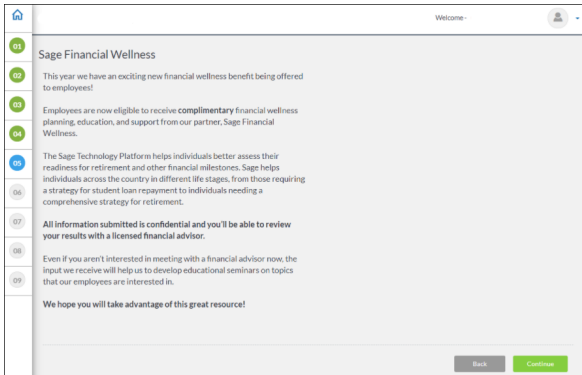 Welcome -
01
Sage Financial Wellness
02
This year we have an exciting new financial wellness benefit being offered
to employees!
03
Employees are now eligible to receive complimentary financial wellness
planning, education, and support from our partner, Sage Financial
Wellness.
04
The Sage Technology Platform helps individuals better assess their
readiness for retirement and other financial milestones. Sage helps
individuals across the country in different life stages, from those requiring
a strategy for student loan repayment to individuals needing a
comprehensive strategy for retirement.
05
06
All information submitted is confidential and you'll be able to review
your results with a licensed financial advisor.
07
Even if you aren't interested in meeting with a financial advisor now, the
input we receive will help us to develop educational seminars on topics
that our employees are interested in.
08
09
We hope you will take advantage of this great resource!
Back
Continue